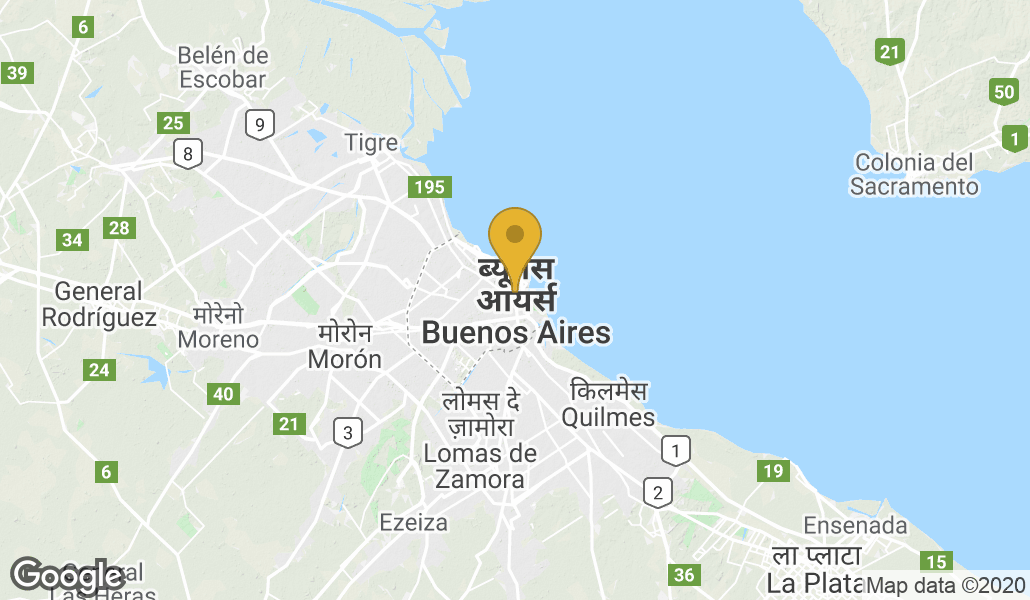 6
Belén de
Escobar
21
39
50
25
9
1
Tigre
8
Colonia del
Sacramento
195
28
34
ब्यूनस
आयर्स
Buenos Aires
General
Rodríguez
मोरेनो
Moreno
मोरोन
Morón
24
40
किलमेस
Quilmes
लोमस दे
ज़ामोरा
Lomas de
Zamora
21
3
1
6
19
2
Ezeiza
Ensenada
ला प्लाटा
La Plata
15
36
Google
Las Heras
Map data ©2020